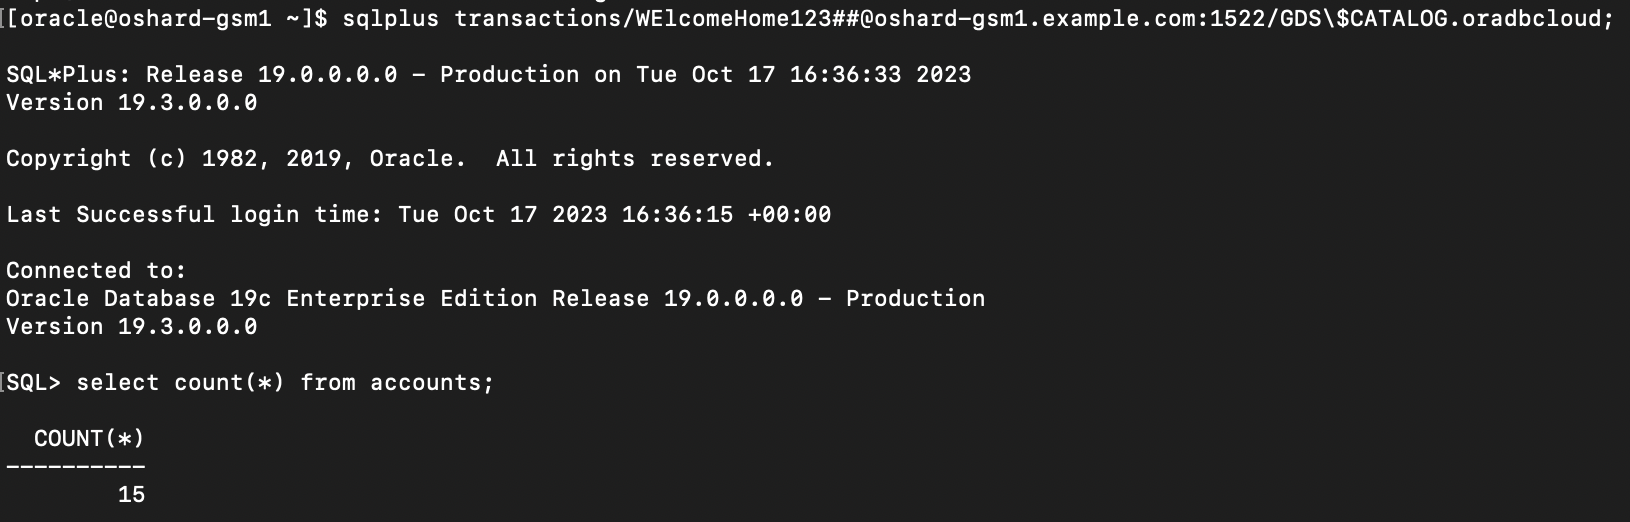 [[oracle@oshard-gsm1 ~]$ sqlplus transactions/WElcomeHome123##@oshard-gsm1.example.com:1522/GDS\$CATALOG.oradbcloud;
SQL*Plus: Release 19.0.0.0.0 - Production on Tue Oct 17 16:36:33 2023
Version 19.3.0.0.0
Copyright (c) 1982, 2019, Oracle.  All rights reserved.
Last Successful login time: Tue Oct 17 2023 16:36:15 +00:00
Connected to:
Oracle Database 19c Enterprise Edition Release 19.0.0.0.0 - Production
Version 19.3.0.0.0
[SQL> select count(*) from accounts;
  COUNT(*)
----------
        15